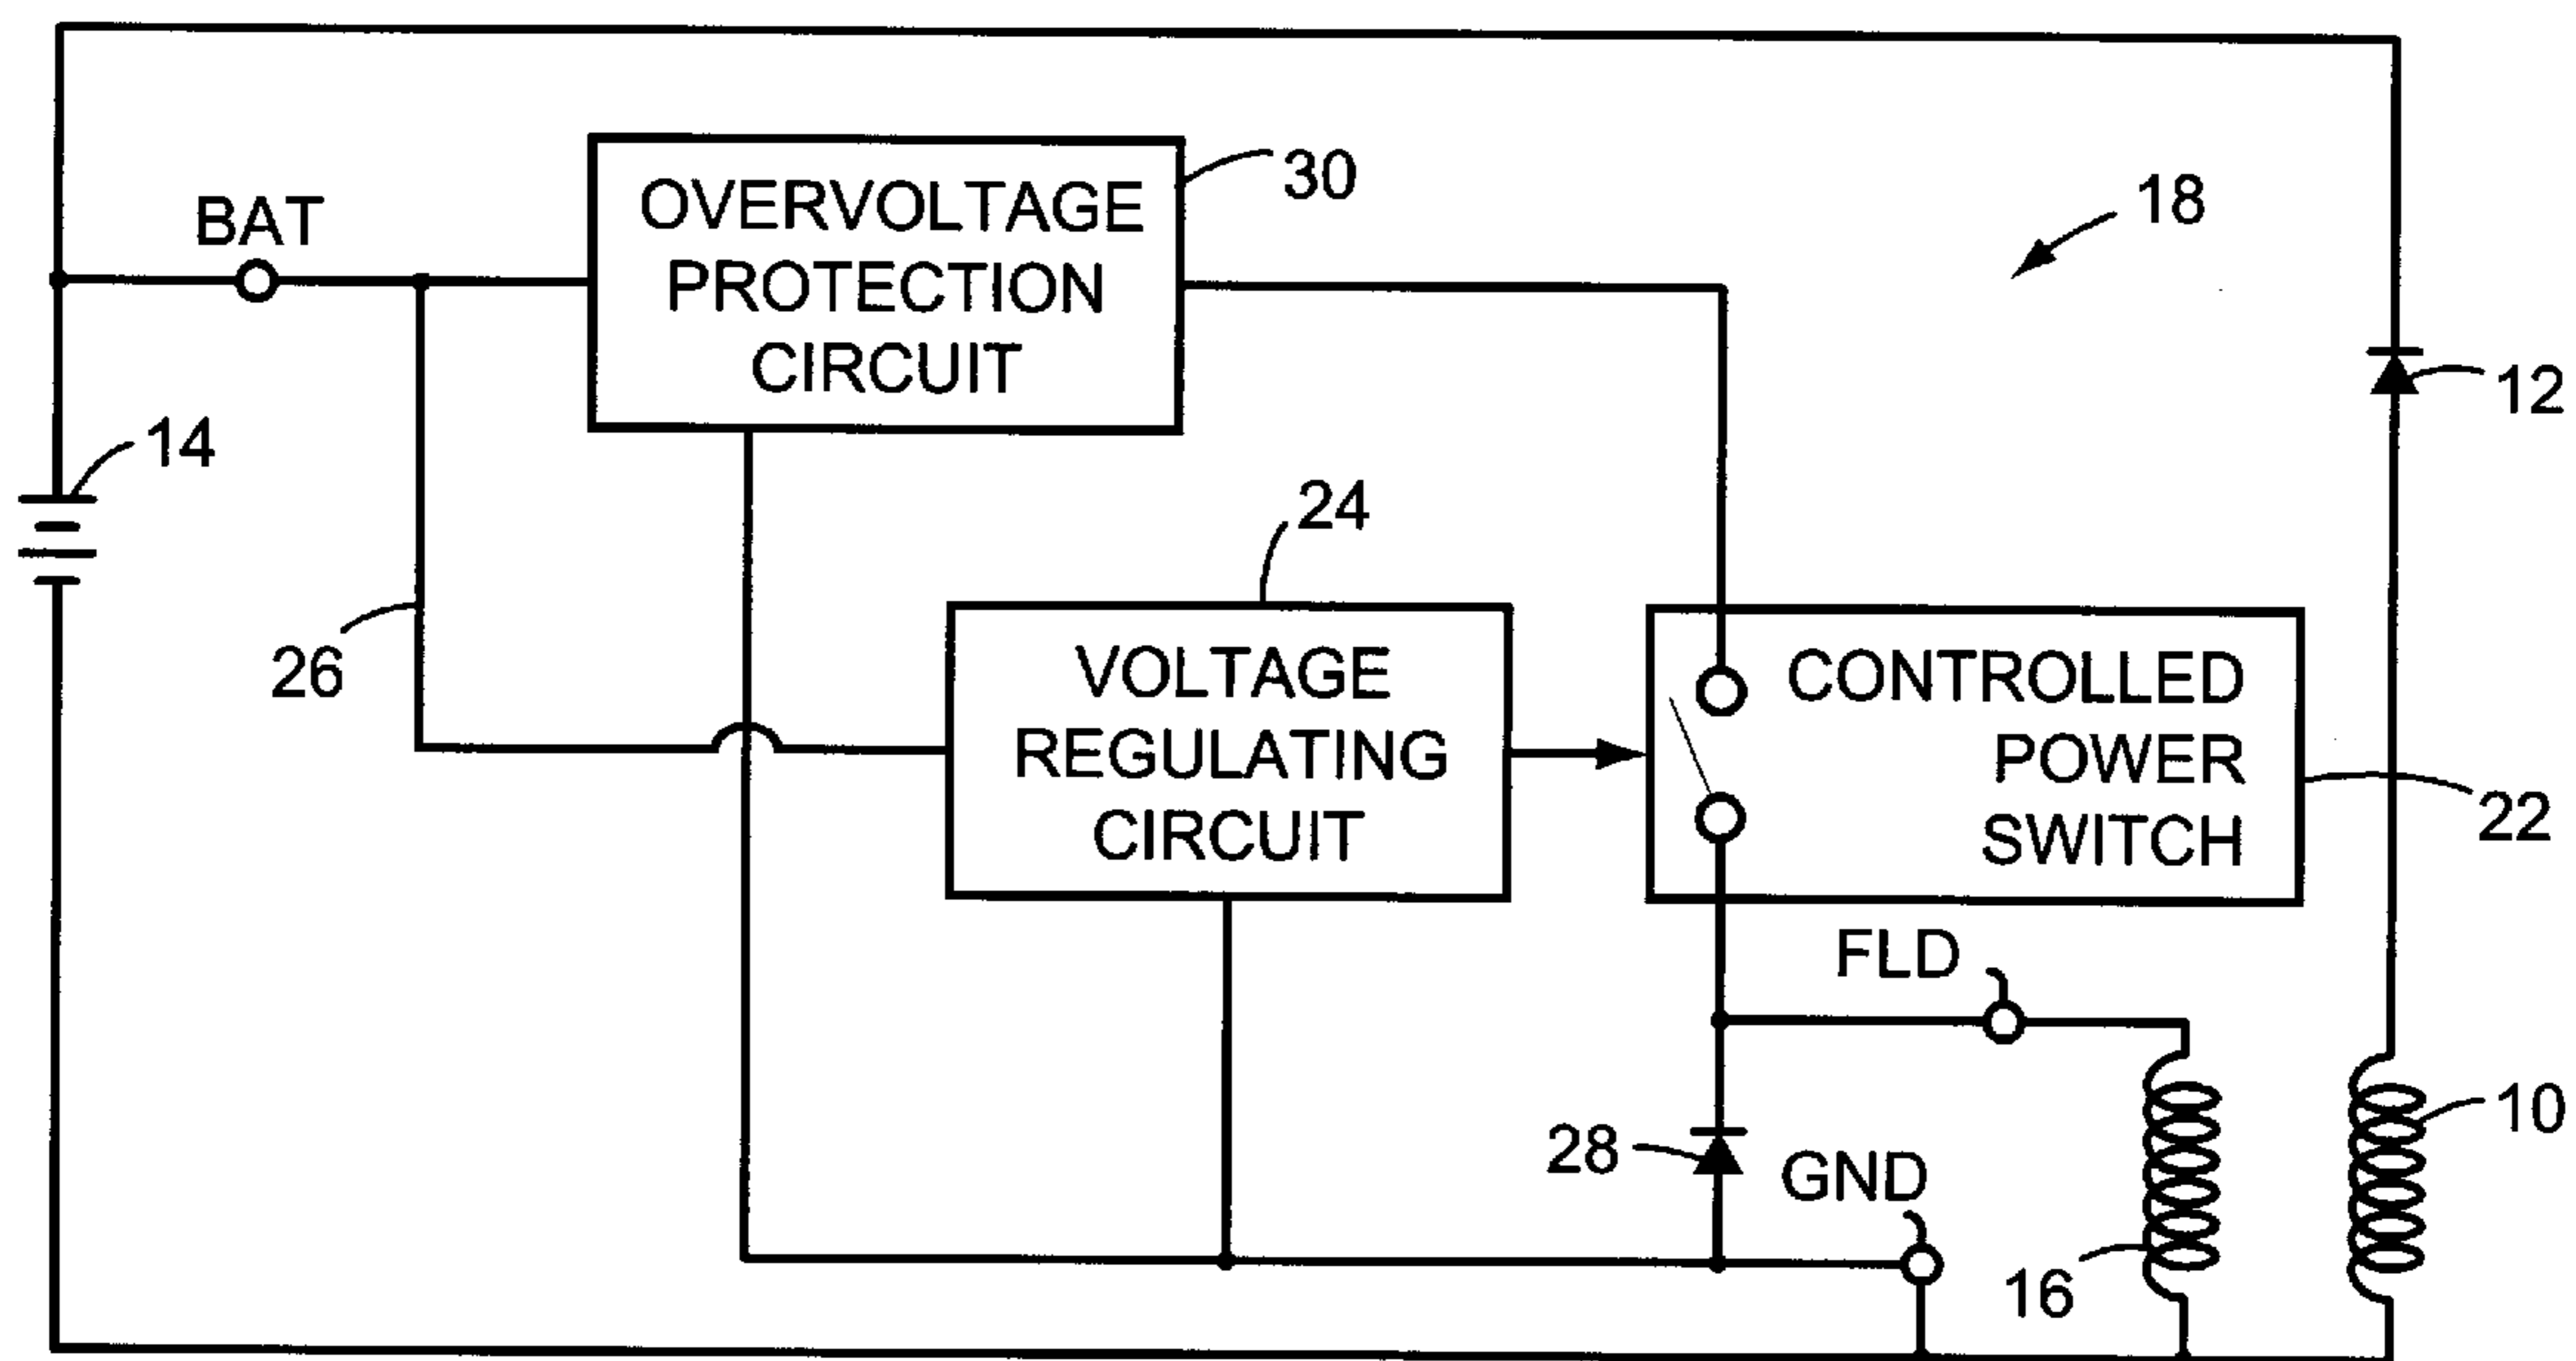 BAT
OVERVOLTAGE
PROTECTION
CIRCUIT
30
18
12
14
24
26
VOLTAGE
REGULATING
CIRCUIT
CONTROLLED
POWER
SWITCH
22
FLD
28
GND
16
10